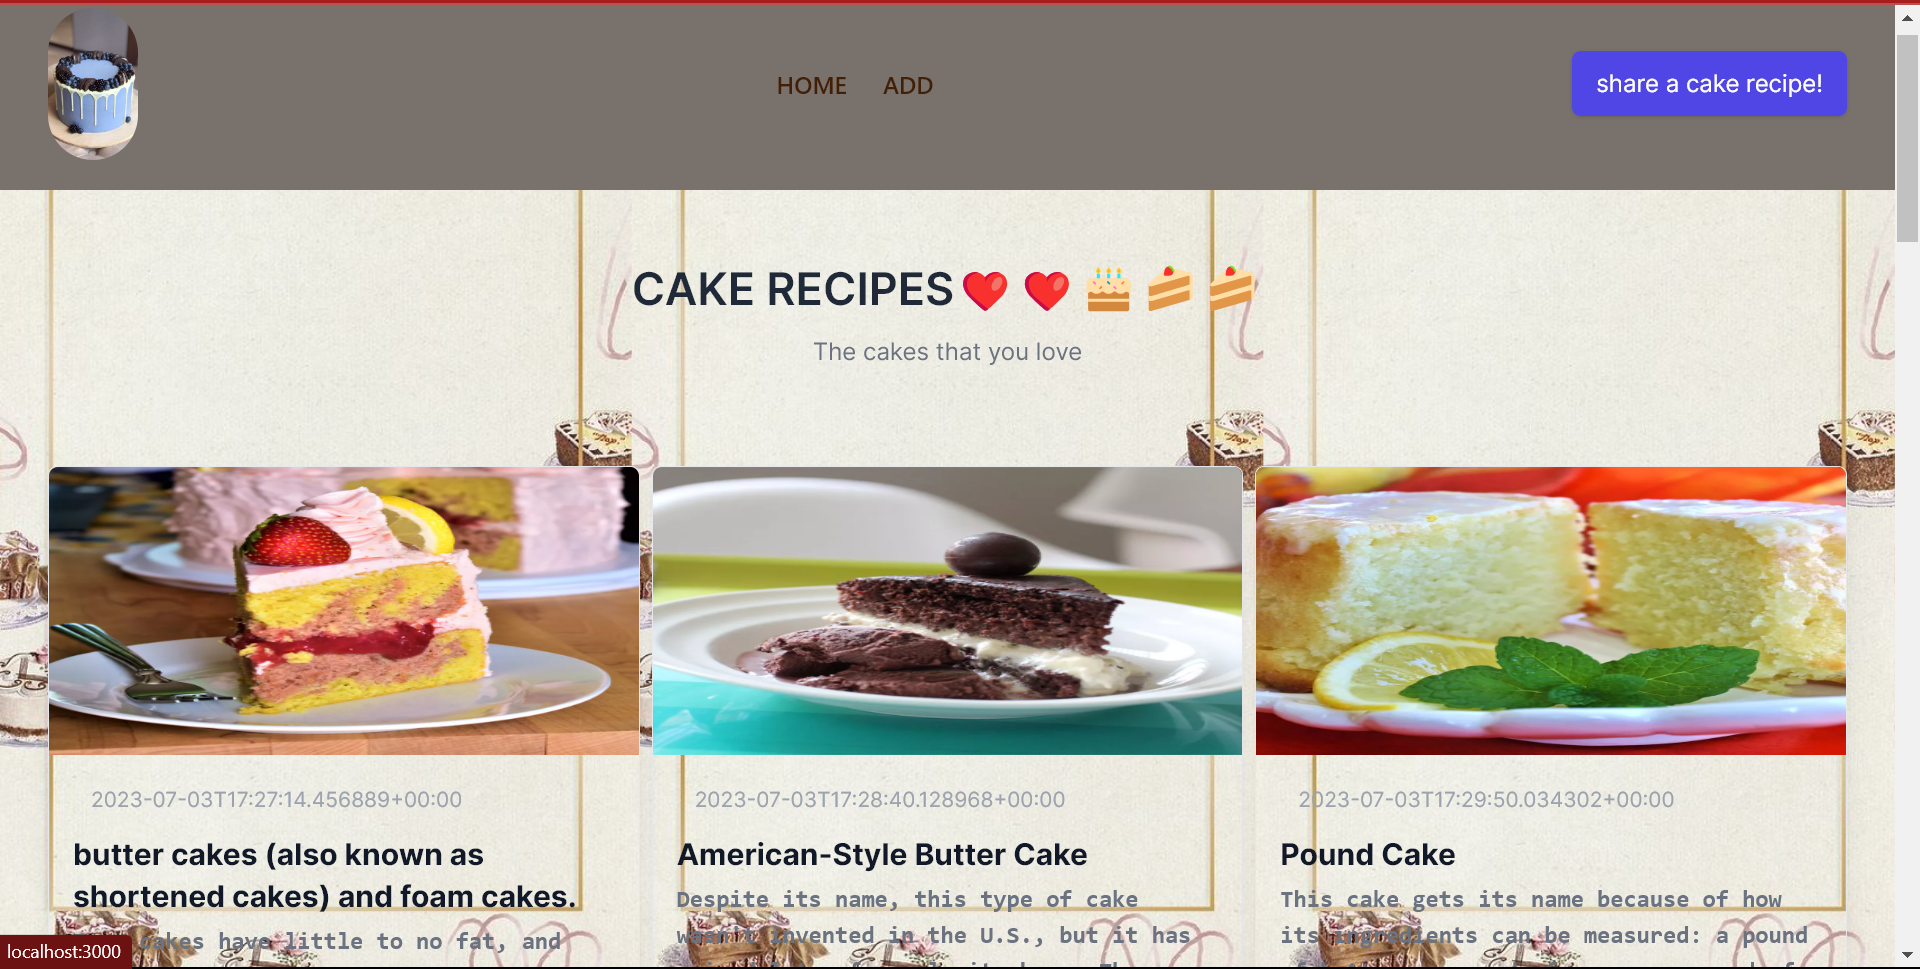 HOME ADD
share a cake recipe!
CAKE RECIPES❤️ ❤️ 🎂 🍰 🍰
The cakes that you love
2023-07-03T17:27:14.456889+00:00
butter cakes (also known as
shortened cakes) and foam cakes.
cakes have little to no fat, and
2023-07-03T17:28:40.128968+00:00
American-Style Butter Cake
Despite its name, this type of cake
wasn't invented in the U.S., but it has
2023-07-03T17:29:50.034302+00:00
Pound Cake
This cake gets its name because of how
its ingredients can be measured: a pound
localhost:3000